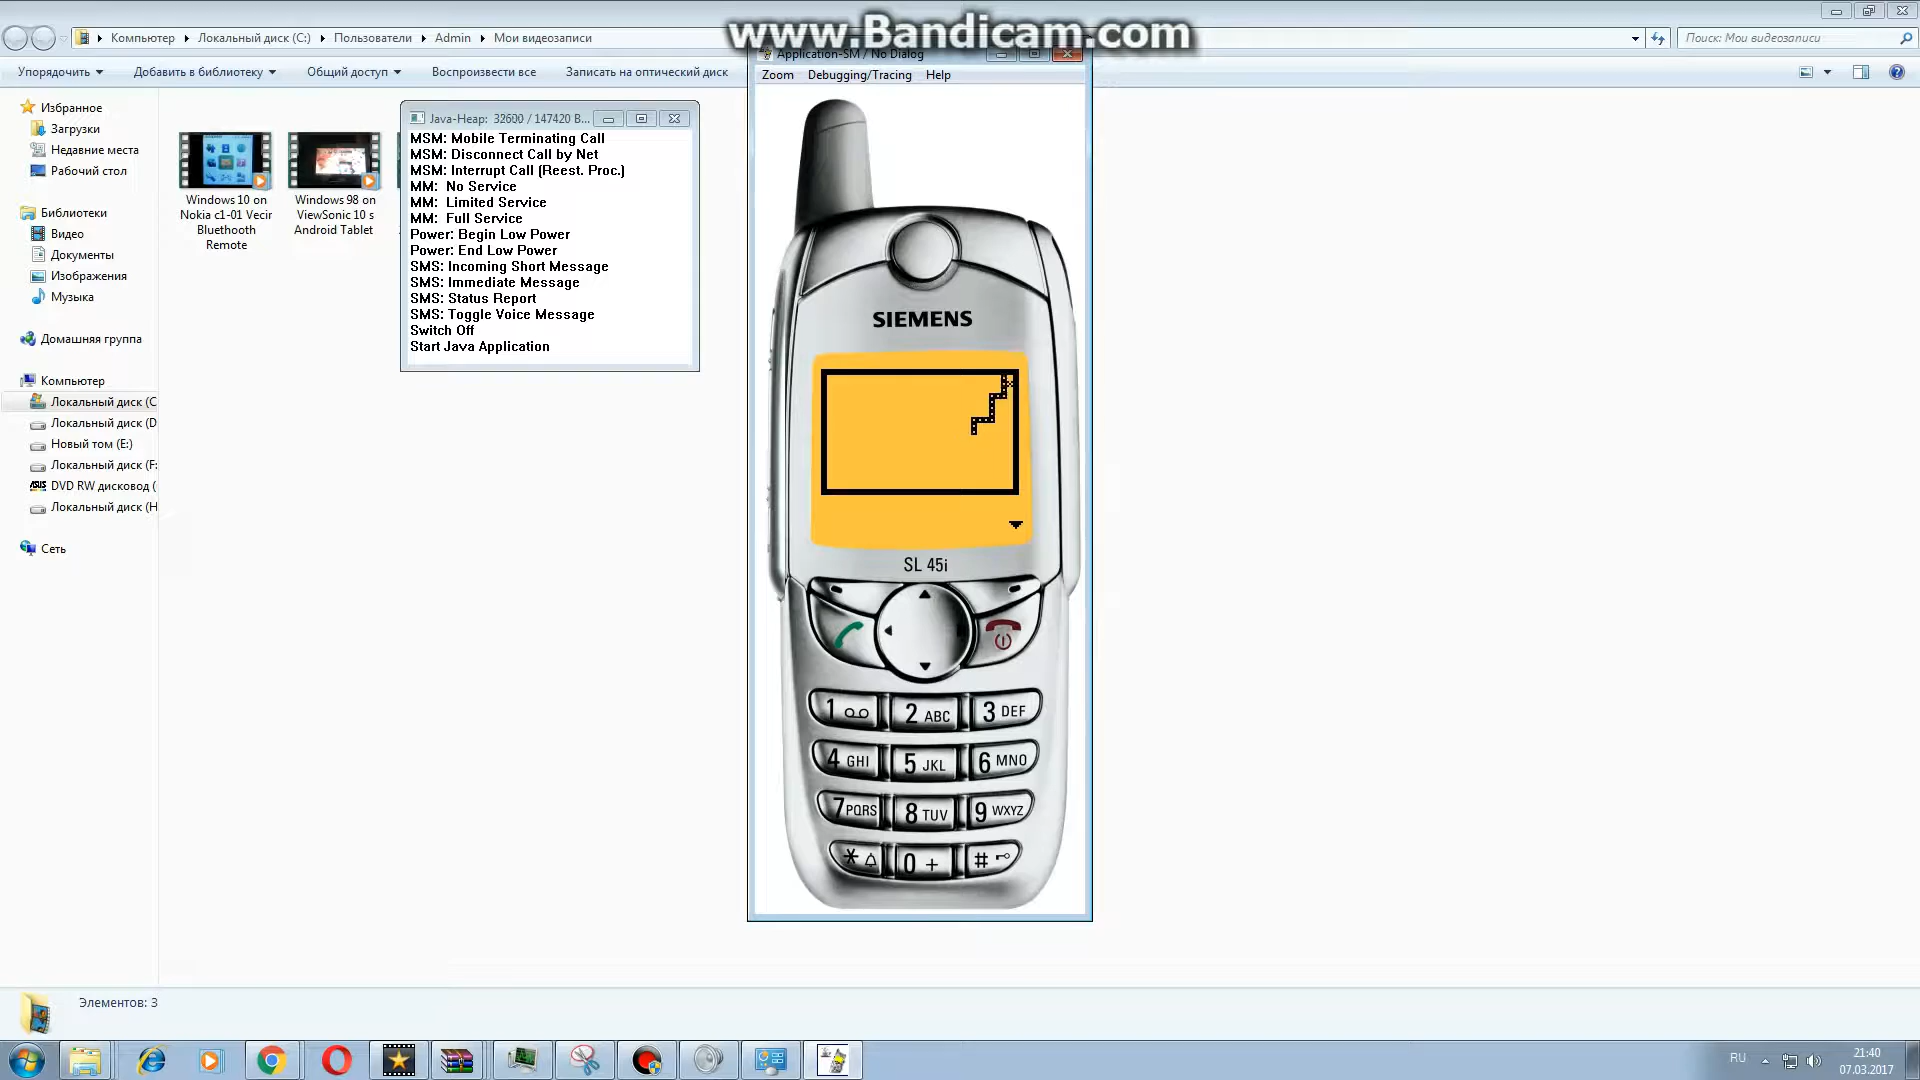 www.Bandicam.com
Компьютер
Локальный диск (C:)
Пользователи
Admin
Мои видеозаписи
Поиск: Мои видеозаписи
Упорядочить
Добавить в библиотеку
Общий доступ
Воспроизвести все
Записать на оптический диск
Избранное
Загрузки
Недавние места
Рабочий стол
Библиотеки
Видео
Документы
Изображения
Музыка
Домашняя группа
Компьютер
Локальный диск (C
Локальный диск (D
Новый том (E:)
Локальный диск (F:
DVD RW дисковод (
Локальный диск (H
Сеть
Windows 10 on
Nokia c1-01 Vecir
Bluethooth
Remote
Windows 98 on
ViewSonic 10 s
Android Tablet
Java-Heap: 32600 / 147420 B...
MSM: Mobile Terminating Call
MSM: Disconnect Call by Net
MSM: Interrupt Call (Reest. Proc.)
MM: No Service
MM: Limited Service
MM: Full Service
Power: Begin Low Power
Power: End Low Power
SMS: Incoming Short Message
SMS: Immediate Message
SMS: Status Report
SMS: Toggle Voice Message
Switch Off
Start Java Application
Application-SM / No Dialog
Zoom Debugging/Tracing Help
SIEMENS
SL 45i
1 2 ABC 3 DEF
4 GHI 5 JKL 6 MNO
7 PQRS 8 TUV 9 WXYZ
* 0 + #
Элементов: 3
RU
21:40
07.03.2017